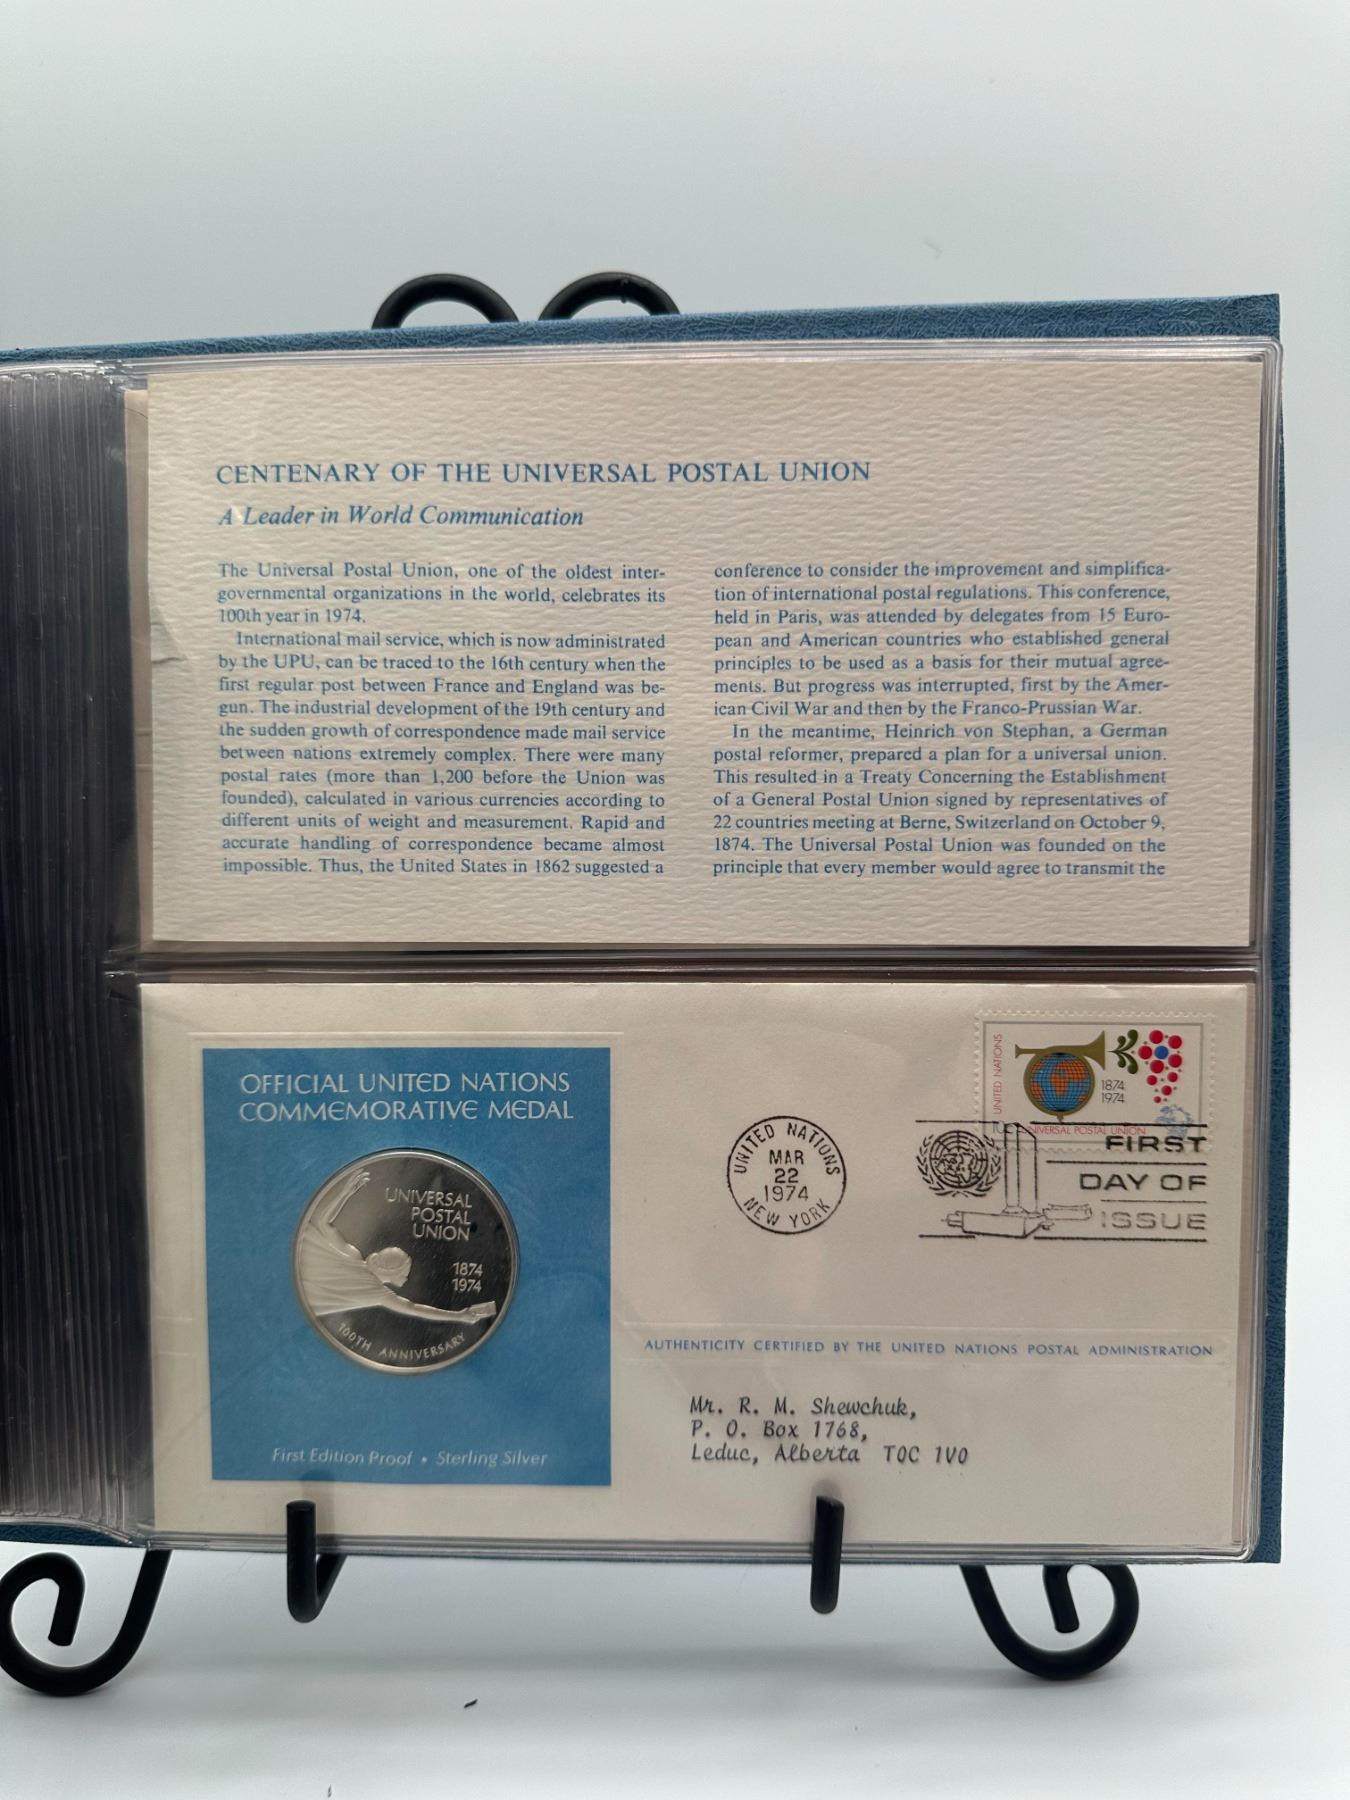 CENTENARY OF THE UNIVERSAL POSTAL UNION
A Leader in World Communication
The Universal Postal Union, one of the oldest inter-
governmental organizations in the world, celebrates its
100th year in 1974.
International mail service, which is now administrated
by the UPU, can be traced to the 16th century when the
first regular post between France and England was be-
gun. The industrial development of the 19th century and
the sudden growth of correspondence made mail service
between nations extremely complex. There were many
postal rates (more than 1,200 before the Union was
founded), calculated in various currencies according to
different units of weight and measurement. Rapid and
accurate handling of correspondence became almost
impossible. Thus, the United States in 1862 suggested a
conference to consider the improvement and simplifica-
tion of international postal regulations. This conference,
held in Paris, was attended by delegates from 15 Euro-
pean and American countries who established general
principles to be used as a basis for their mutual agree-
ments. But progress was interrupted, first by the Amer-
ican Civil War and then by the Franco-Prussian War.
In the meantime, Heinrich von Stephan, a German
postal reformer, prepared a plan for a universal union.
This resulted in a Treaty Concerning the Establishment
of a General Postal Union signed by representatives of
22 countries meeting at Berne, Switzerland on October 9,
1874. The Universal Postal Union was founded on the
principle that every member would agree to transmit the
OFFICIAL UNITED NATIONS
COMMEMORATIVE MEDAL
UNIVERSAL
POSTAL
UNION
1874
1974
100TH ANNIVERSARY
First Edition Proof • Sterling Silver
UNITED NATIONS
MAR
22
1974
NEW YORK
UNITED NATIONS
1874
1974
UNIVERSAL POSTAL UNION
FIRST
DAY OF
ISSUE
AUTHENTICITY CERTIFIED BY THE UNITED NATIONS POSTAL ADMINISTRATION
Mr. R. M. Shewchuk,
P. O. Box 1768,
Leduc, Alberta TOC 1VO